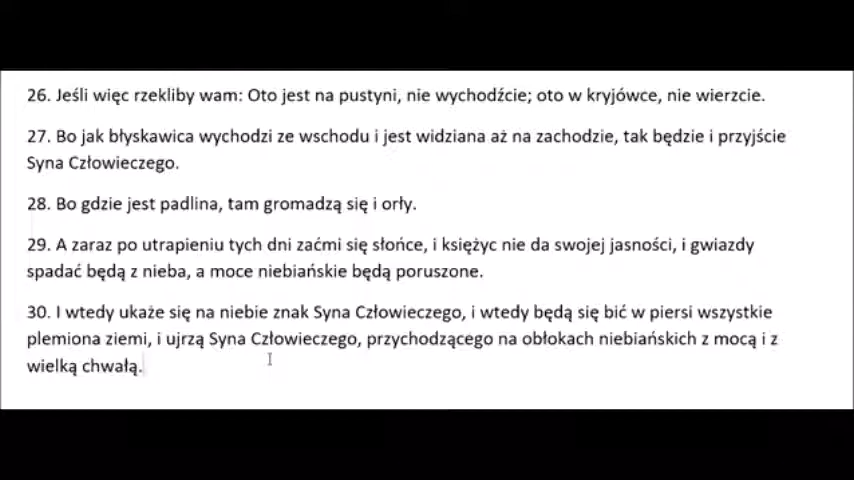 26. Jeśli więc rzekliby wam: Oto jest na pustyni, nie wychodźcie; oto w kryjówce, nie wierzcie.
27. Bo jak błyskawica wychodzi ze wschodu i jest widziana aż na zachodzie, tak będzie i przyjście
Syna Człowieczego.
28. Bo gdzie jest padlina, tam gromadzą się i orły.
29. A zaraz po utrapieniu tych dni zaćmi się słońce, i księżyc nie da swojej jasności, i gwiazdy
spadać będą z nieba, a moce niebiańskie będą poruszone.
30. I wtedy ukaże się na niebie znak Syna Człowieczego, i wtedy będą się bić w piersi wszystkie
plemiona ziemi, i ujrzą Syna Człowieczego, przychodzącego na obłokach niebiańskich z mocą i z
wielką chwałą.